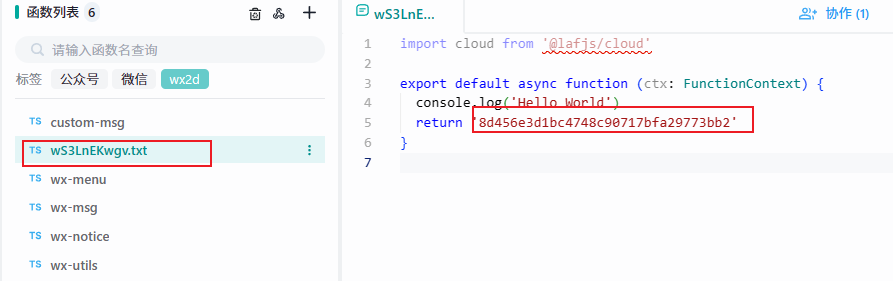 函数列表 6
请输入函数名查询
标签 公众号 微信 wx2d
TS custom-msg
TS wS3LnEKwgv.txt
TS wx-menu
TS wx-msg
TS wx-notice
TS wx-utils
wS3LnE...
协作 (1)
1 import cloud from '@lafjs/cloud'
2
3 export default async function (ctx: FunctionContext) {
4 console.log('Hello World')
5 return '8d456e3d1bc4748c90717bfa29773bb2'
6 }
7